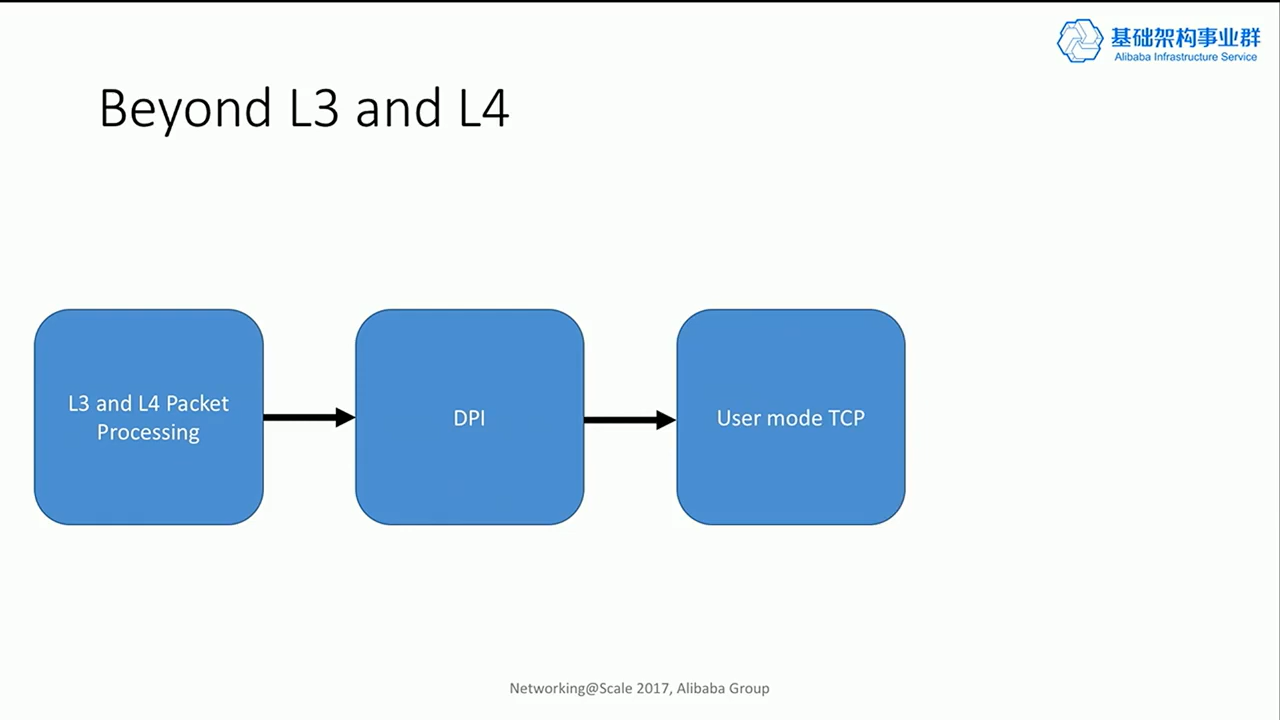 基础架构事业群
Alibaba Infrastructure Service
Beyond L3 and L4
L3 and L4 Packet
Processing
DPI
User mode TCP
Networking@Scale 2017, Alibaba Group